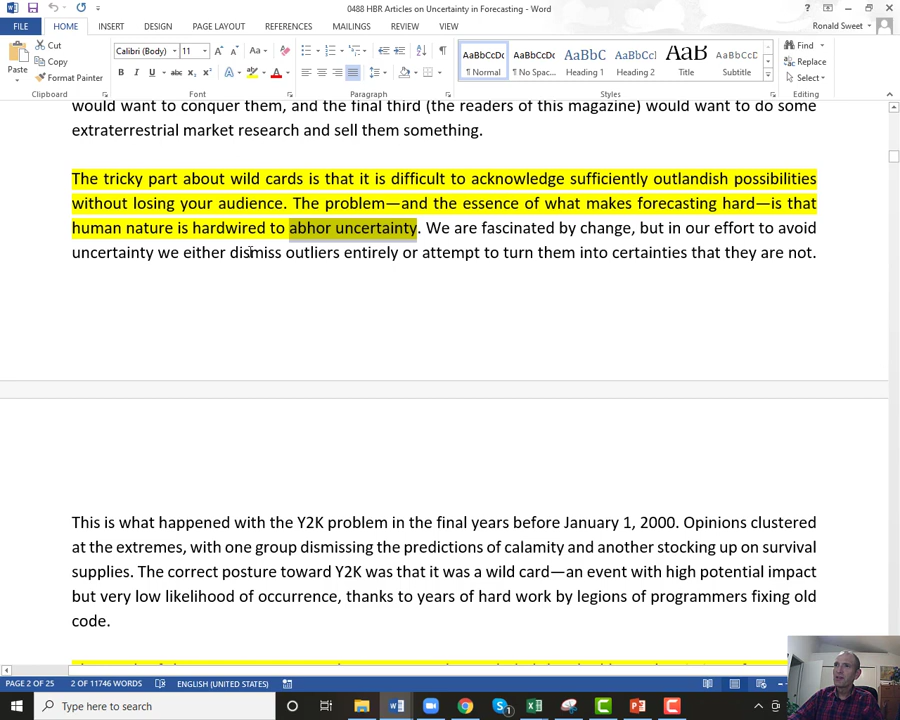 0488 HBR Articles on Uncertainty in Forecasting - Word
FILE HOME INSERT DESIGN PAGE LAYOUT REFERENCES MAILINGS REVIEW VIEW Ronald Sweet
Paste
Cut
Copy
Format Painter
Clipboard
Calibri (Body) 11
Font
Paragraph
AaBbCcDc AaBbCcDc AaBbC AaBbCcl AaB AaBbCcD
¶ Normal ¶ No Spac... Heading 1 Heading 2 Title Subtitle
Styles
Find
Replace
Select
Editing
would want to conquer them, and the final third (the readers of this magazine) would want to do some
extraterrestrial market research and sell them something.
The tricky part about wild cards is that it is difficult to acknowledge sufficiently outlandish possibilities
without losing your audience. The problem—and the essence of what makes forecasting hard—is that
human nature is hardwired to abhor uncertainty. We are fascinated by change, but in our effort to avoid
uncertainty we either dismiss outliers entirely or attempt to turn them into certainties that they are not.
This is what happened with the Y2K problem in the final years before January 1, 2000. Opinions clustered
at the extremes, with one group dismissing the predictions of calamity and another stocking up on survival
supplies. The correct posture toward Y2K was that it was a wild card—an event with high potential impact
but very low likelihood of occurrence, thanks to years of hard work by legions of programmers fixing old
code.
PAGE 2 OF 25 2 OF 11746 WORDS ENGLISH (UNITED STATES)
Type here to search